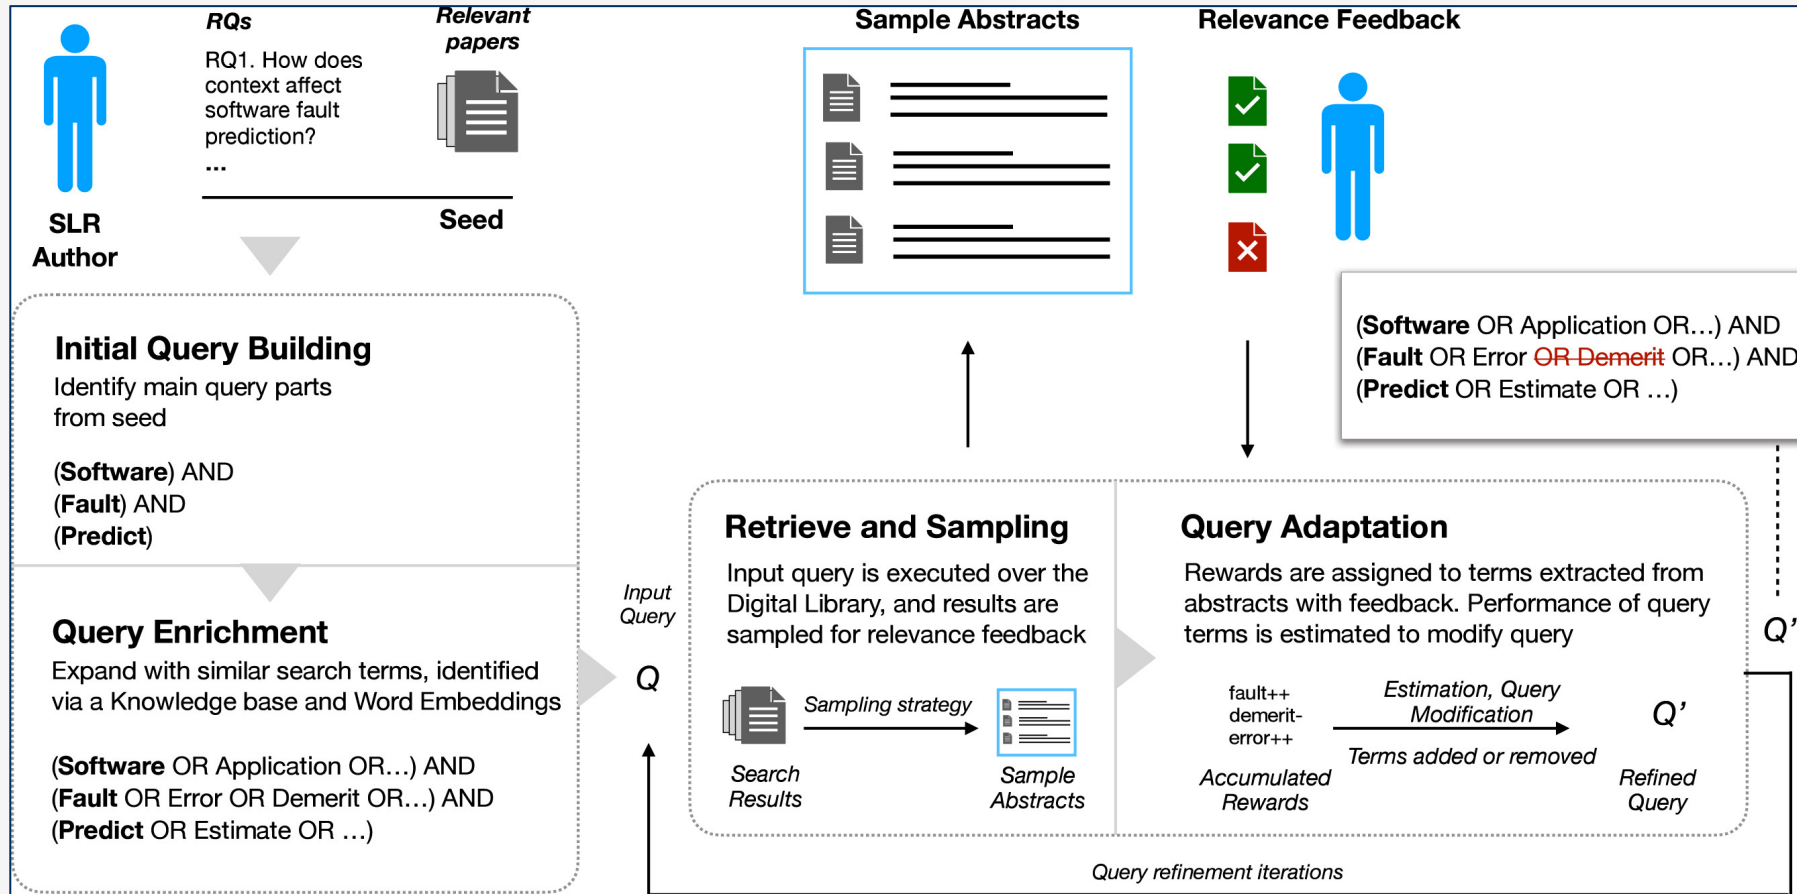 RQs
RQ1. How does
context affect
software fault
prediction?
...
Relevant
papers
Seed
SLR
Author
Initial Query Building
Identify main query parts
from seed
(Software) AND
(Fault) AND
(Predict)
Query Enrichment
Expand with similar search terms, identified
via a Knowledge base and Word Embeddings
(Software OR Application OR...) AND
(Fault OR Error OR Demerit OR...) AND
(Predict OR Estimate OR ...)
Input
Query
Q
Sample Abstracts
Relevance Feedback
(Software OR Application OR...) AND
(Fault OR Error OR Demerit OR...) AND
(Predict OR Estimate OR ...)
Retrieve and Sampling
Input query is executed over the
Digital Library, and results are
sampled for relevance feedback
Sampling strategy
Search
Results
Sample
Abstracts
Query Adaptation
Rewards are assigned to terms extracted from
abstracts with feedback. Performance of query
terms is estimated to modify query
fault++
demerit-
error++
Accumulated
Rewards
Estimation, Query
Modification
Terms added or removed
Q'
Refined
Query
Q'
Query refinement iterations